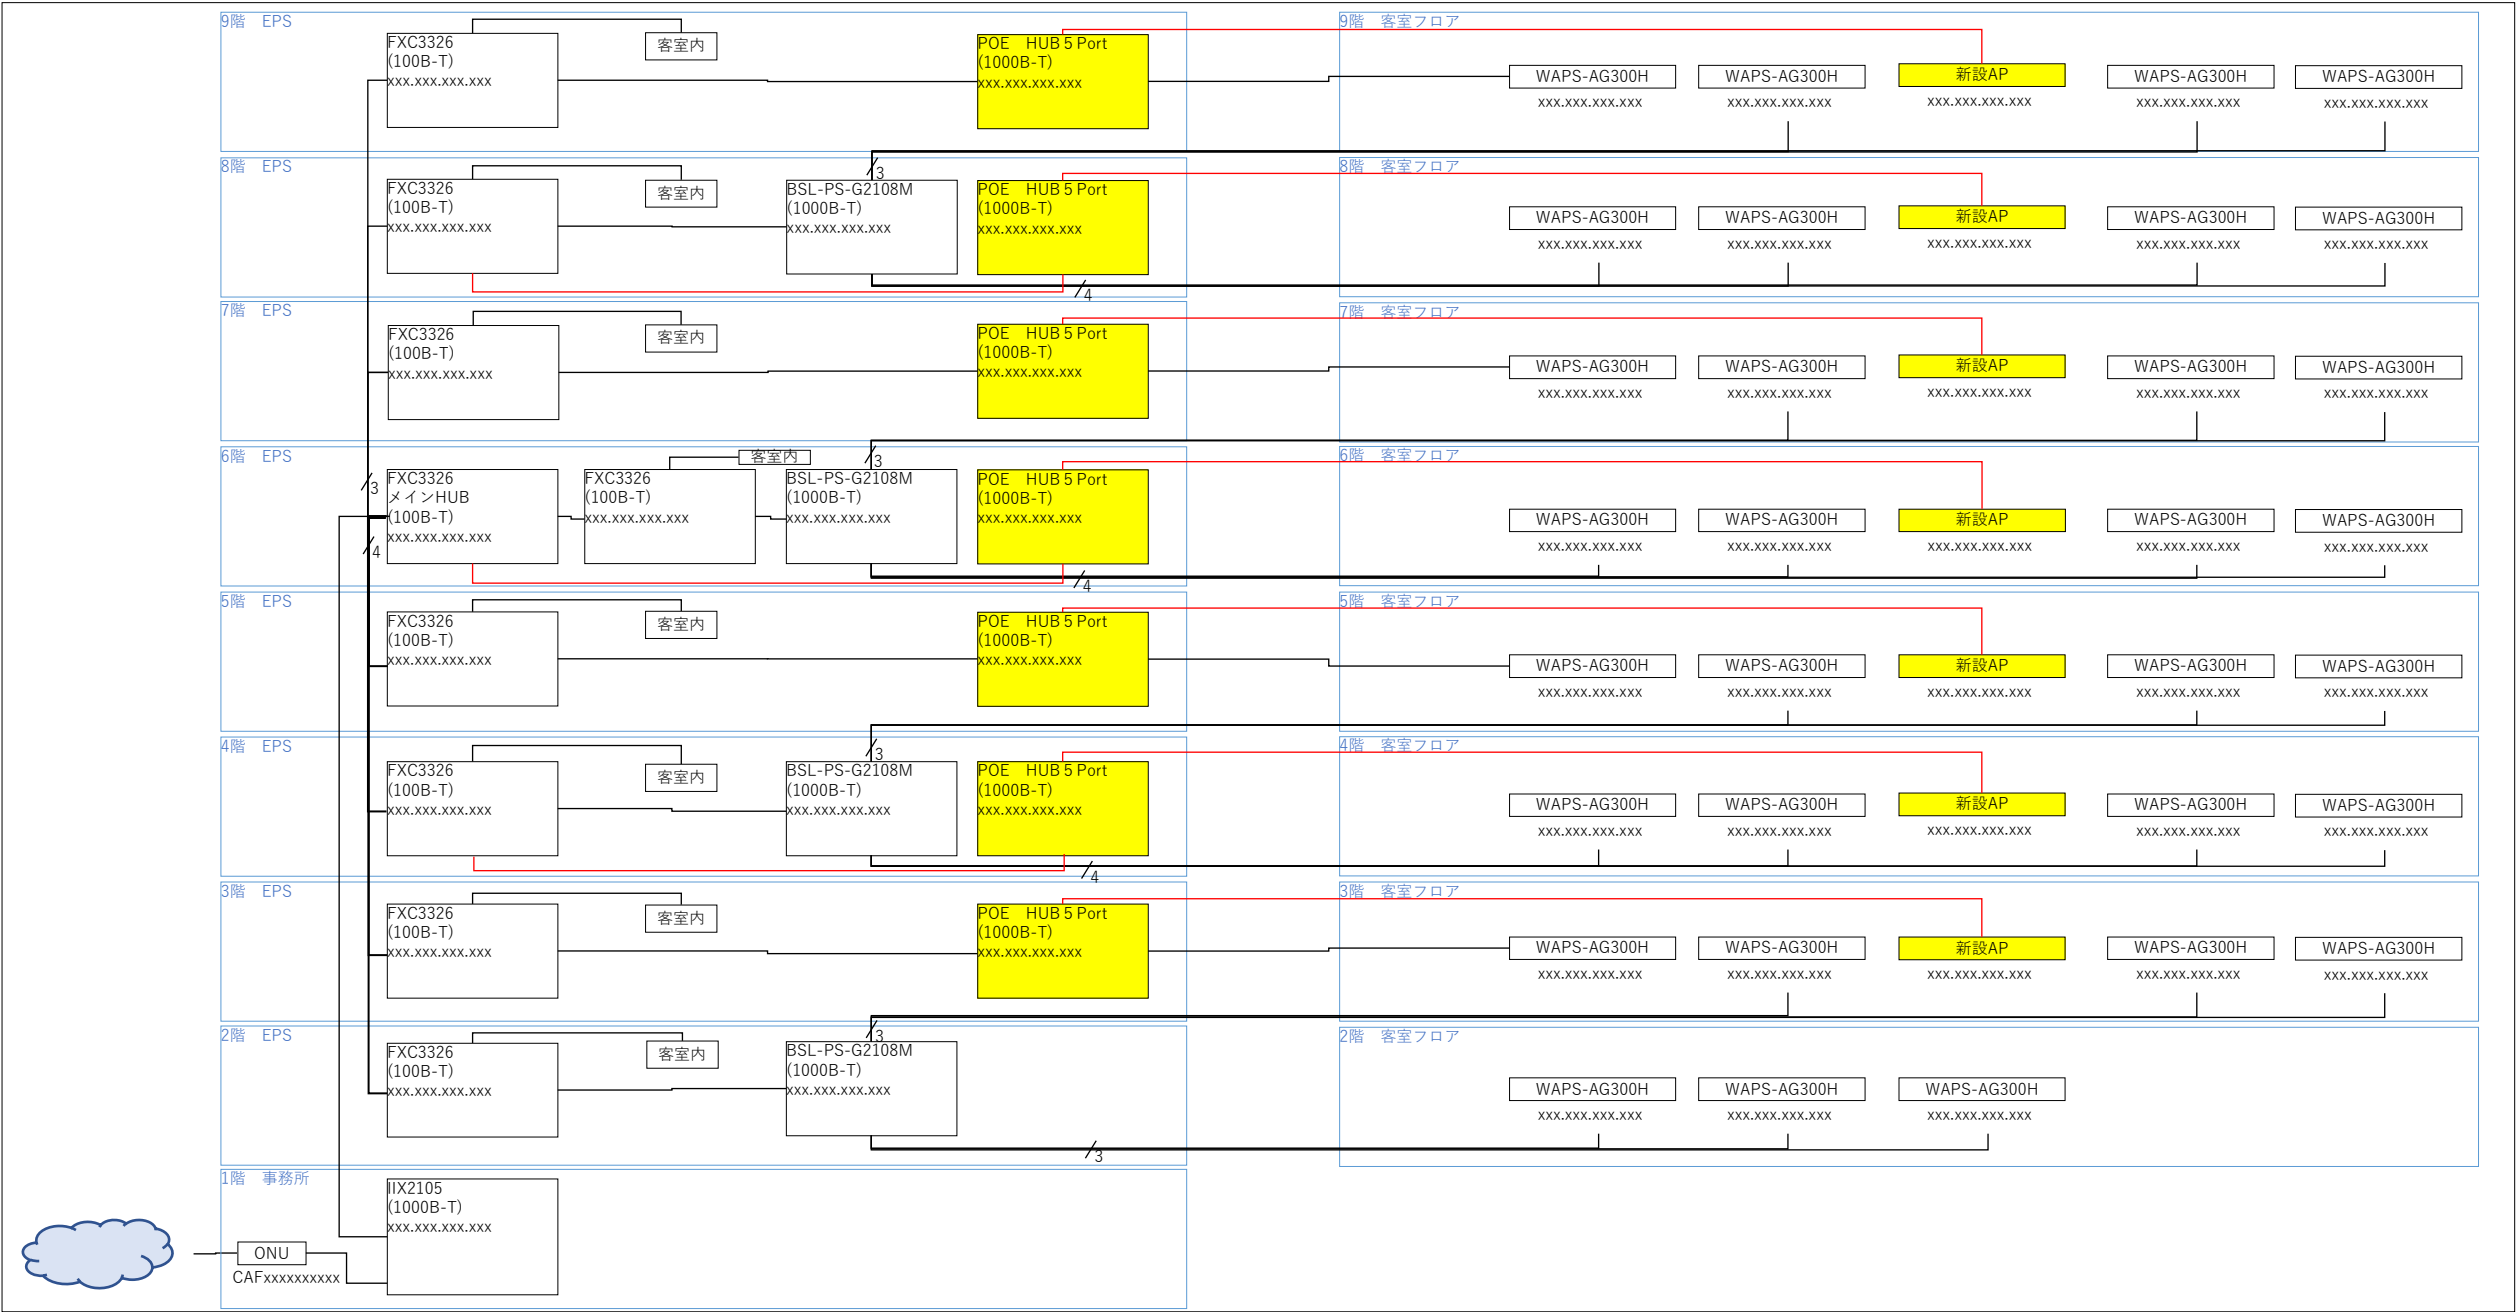 9階　EPS
FXC3326
(100B-T)
xxx.xxx.xxx.xxx
客室内
POE　HUB 5 Port
(1000B-T)
xxx.xxx.xxx.xxx
9階　客室フロア
WAPS-AG300H
xxx.xxx.xxx.xxx
WAPS-AG300H
xxx.xxx.xxx.xxx
新設AP
xxx.xxx.xxx.xxx
WAPS-AG300H
xxx.xxx.xxx.xxx
WAPS-AG300H
xxx.xxx.xxx.xxx
8階　EPS
FXC3326
(100B-T)
xxx.xxx.xxx.xxx
客室内
3
BSL-PS-G2108M
(1000B-T)
xxx.xxx.xxx.xxx
POE　HUB 5 Port
(1000B-T)
xxx.xxx.xxx.xxx
4
8階　客室フロア
WAPS-AG300H
xxx.xxx.xxx.xxx
WAPS-AG300H
xxx.xxx.xxx.xxx
新設AP
xxx.xxx.xxx.xxx
WAPS-AG300H
xxx.xxx.xxx.xxx
WAPS-AG300H
xxx.xxx.xxx.xxx
7階　EPS
FXC3326
(100B-T)
xxx.xxx.xxx.xxx
客室内
POE　HUB 5 Port
(1000B-T)
xxx.xxx.xxx.xxx
7階　客室フロア
WAPS-AG300H
xxx.xxx.xxx.xxx
WAPS-AG300H
xxx.xxx.xxx.xxx
新設AP
xxx.xxx.xxx.xxx
WAPS-AG300H
xxx.xxx.xxx.xxx
WAPS-AG300H
xxx.xxx.xxx.xxx
6階　EPS
3
4
FXC3326
メインHUB
(100B-T)
xxx.xxx.xxx.xxx
FXC3326
(100B-T)
xxx.xxx.xxx.xxx
客室内
3
BSL-PS-G2108M
(1000B-T)
xxx.xxx.xxx.xxx
POE　HUB 5 Port
(1000B-T)
xxx.xxx.xxx.xxx
4
6階　客室フロア
WAPS-AG300H
xxx.xxx.xxx.xxx
WAPS-AG300H
xxx.xxx.xxx.xxx
新設AP
xxx.xxx.xxx.xxx
WAPS-AG300H
xxx.xxx.xxx.xxx
WAPS-AG300H
xxx.xxx.xxx.xxx
5階　EPS
FXC3326
(100B-T)
xxx.xxx.xxx.xxx
客室内
POE　HUB 5 Port
(1000B-T)
xxx.xxx.xxx.xxx
5階　客室フロア
WAPS-AG300H
xxx.xxx.xxx.xxx
WAPS-AG300H
xxx.xxx.xxx.xxx
新設AP
xxx.xxx.xxx.xxx
WAPS-AG300H
xxx.xxx.xxx.xxx
WAPS-AG300H
xxx.xxx.xxx.xxx
4階　EPS
FXC3326
(100B-T)
xxx.xxx.xxx.xxx
客室内
3
BSL-PS-G2108M
(1000B-T)
xxx.xxx.xxx.xxx
POE　HUB 5 Port
(1000B-T)
xxx.xxx.xxx.xxx
4
4階　客室フロア
WAPS-AG300H
xxx.xxx.xxx.xxx
WAPS-AG300H
xxx.xxx.xxx.xxx
新設AP
xxx.xxx.xxx.xxx
WAPS-AG300H
xxx.xxx.xxx.xxx
WAPS-AG300H
xxx.xxx.xxx.xxx
3階　EPS
FXC3326
(100B-T)
xxx.xxx.xxx.xxx
客室内
POE　HUB 5 Port
(1000B-T)
xxx.xxx.xxx.xxx
3階　客室フロア
WAPS-AG300H
xxx.xxx.xxx.xxx
WAPS-AG300H
xxx.xxx.xxx.xxx
新設AP
xxx.xxx.xxx.xxx
WAPS-AG300H
xxx.xxx.xxx.xxx
WAPS-AG300H
xxx.xxx.xxx.xxx
2階　EPS
FXC3326
(100B-T)
xxx.xxx.xxx.xxx
客室内
3
BSL-PS-G2108M
(1000B-T)
xxx.xxx.xxx.xxx
3
2階　客室フロア
WAPS-AG300H
xxx.xxx.xxx.xxx
WAPS-AG300H
xxx.xxx.xxx.xxx
WAPS-AG300H
xxx.xxx.xxx.xxx
1階　事務所
IIX2105
(1000B-T)
xxx.xxx.xxx.xxx
ONU
CAFxxxxxxxxxx